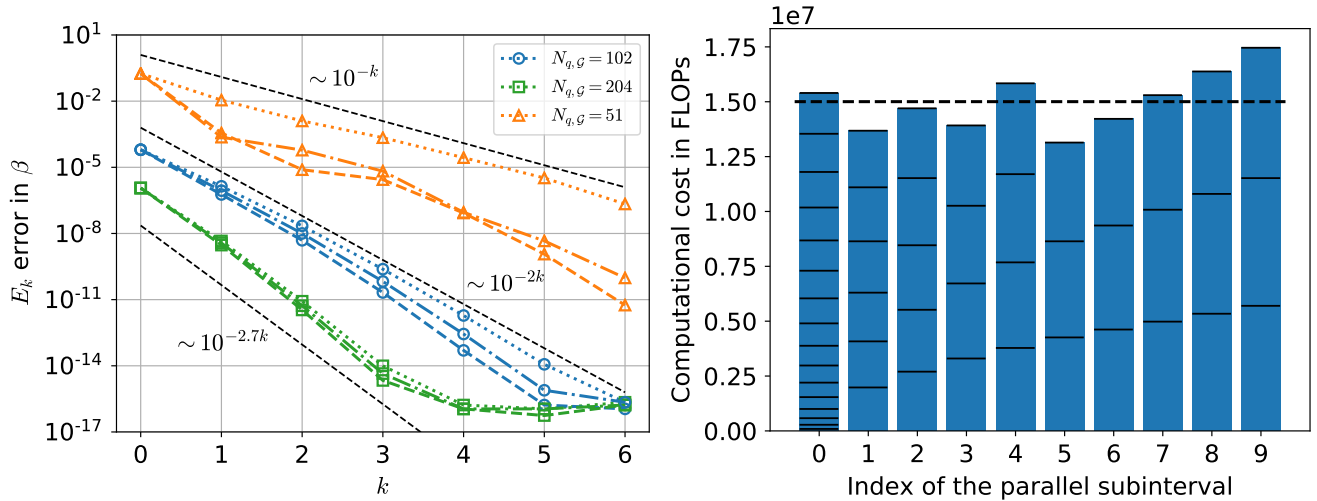 E_k error in β
10^1
10^{-2}
10^{-5}
10^{-8}
10^{-11}
10^{-14}
10^{-17}
∼10^{-k}
∼10^{-2k}
∼10^{-2.7k}
N_{q,𝒢} = 102
N_{q,𝒢} = 204
N_{q,𝒢} = 51
0 1 2 3 4 5 6
k
1e7
Computational cost in FLOPs
1.75
1.50
1.25
1.00
0.75
0.50
0.25
0.00
0 1 2 3 4 5 6 7 8 9
Index of the parallel subinterval